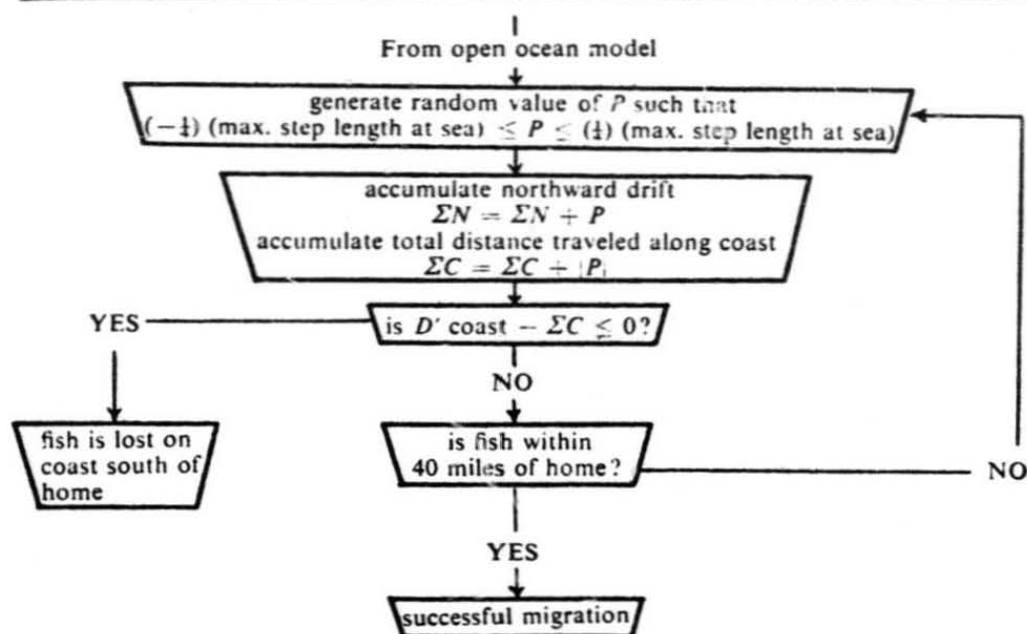 From open ocean model
generate random value of P such that
(−¼) (max. step length at sea) ≤ P ≤ (¼) (max. step length at sea)
accumulate northward drift
ΣN = ΣN + P
accumulate total distance traveled along coast
ΣC = ΣC + |P|
YES
is D′ coast − ΣC ≤ 0?
NO
fish is lost on
coast south of
home
is fish within
40 miles of home?
NO
YES
successful migration